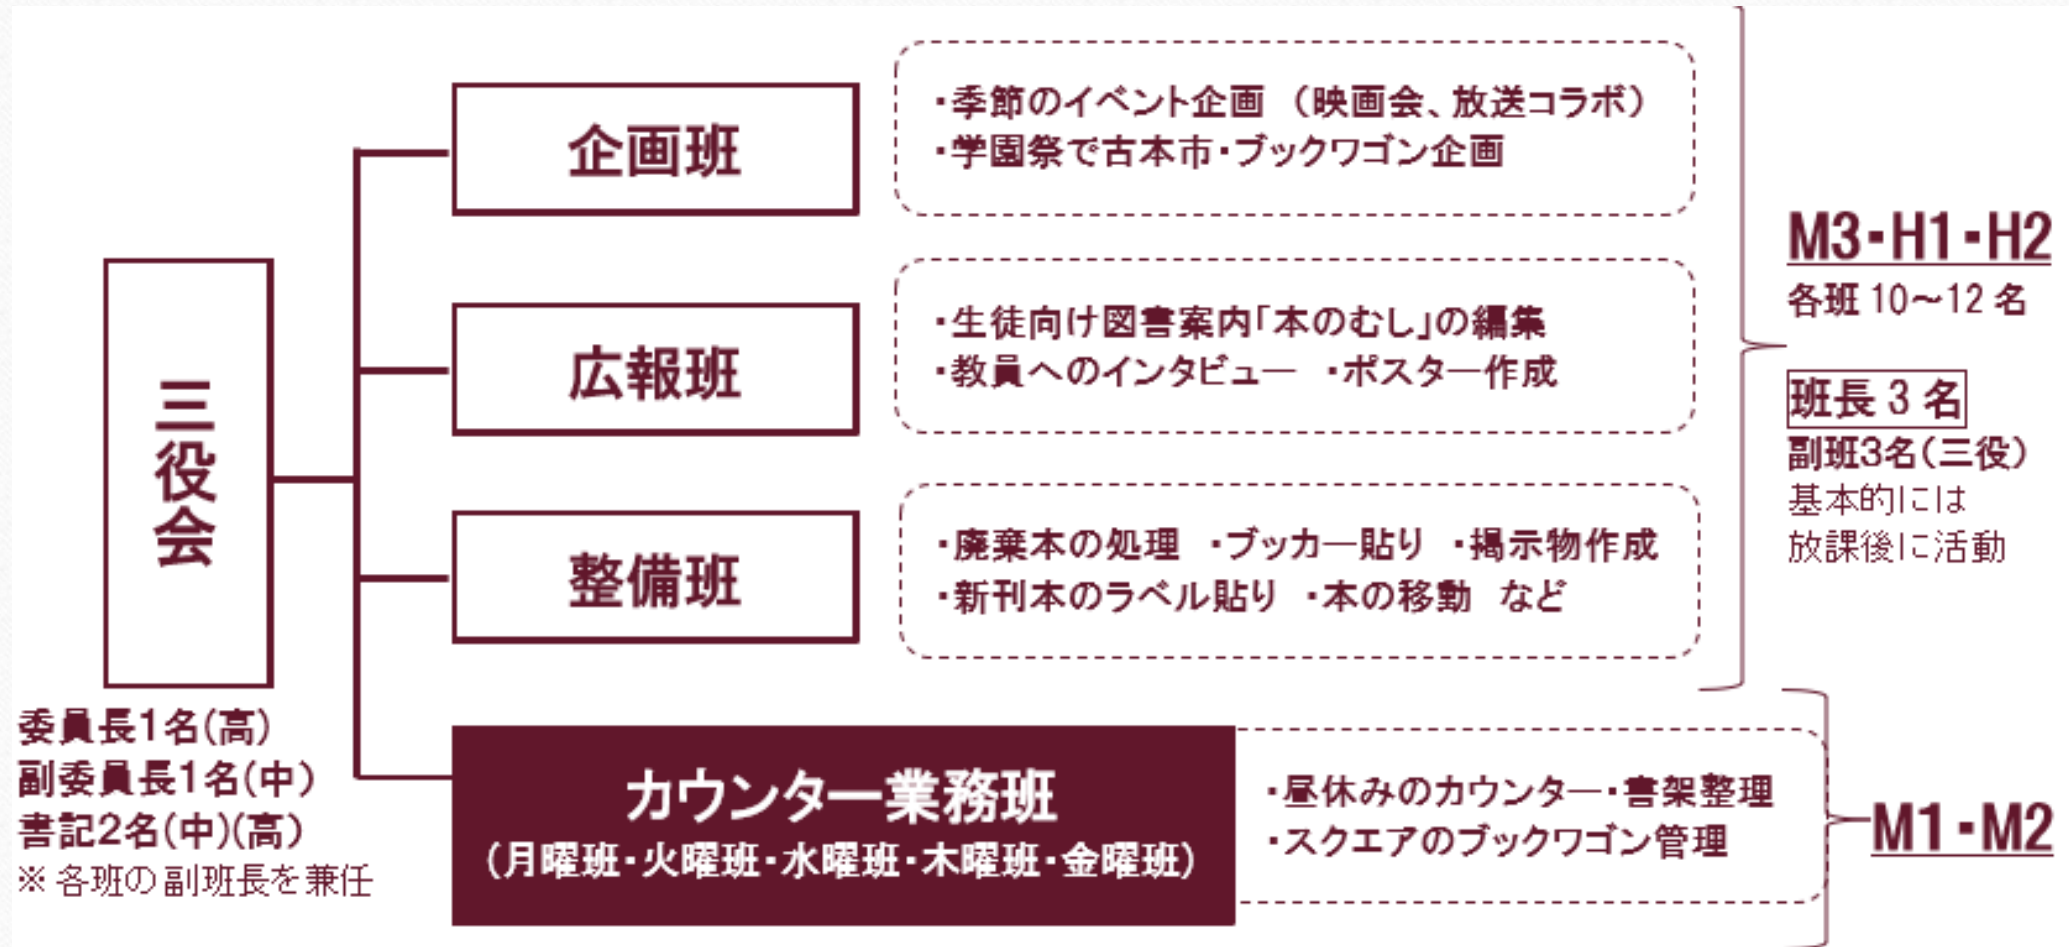 三役会
委員長1名(高)
副委員長1名(中)
書記2名(中)(高)
※各班の副班長を兼任
企画班
・季節のイベント企画 （映画会、放送コラボ）
・学園祭で古本市・ブックワゴン企画
広報班
・生徒向け図書案内「本のむし」の編集
・教員へのインタビュー ・ポスター作成
整備班
・廃棄本の処理 ・ブッカー貼り ・掲示物作成
・新刊本のラベル貼り ・本の移動 など
M3・H1・H2
各班 10～12 名
班長 3 名
副班3名（三役）
基本的には
放課後に活動
カウンター業務班
（月曜班・火曜班・水曜班・木曜班・金曜班）
・昼休みのカウンター・書架整理
・スクエアのブックワゴン管理
M1・M2